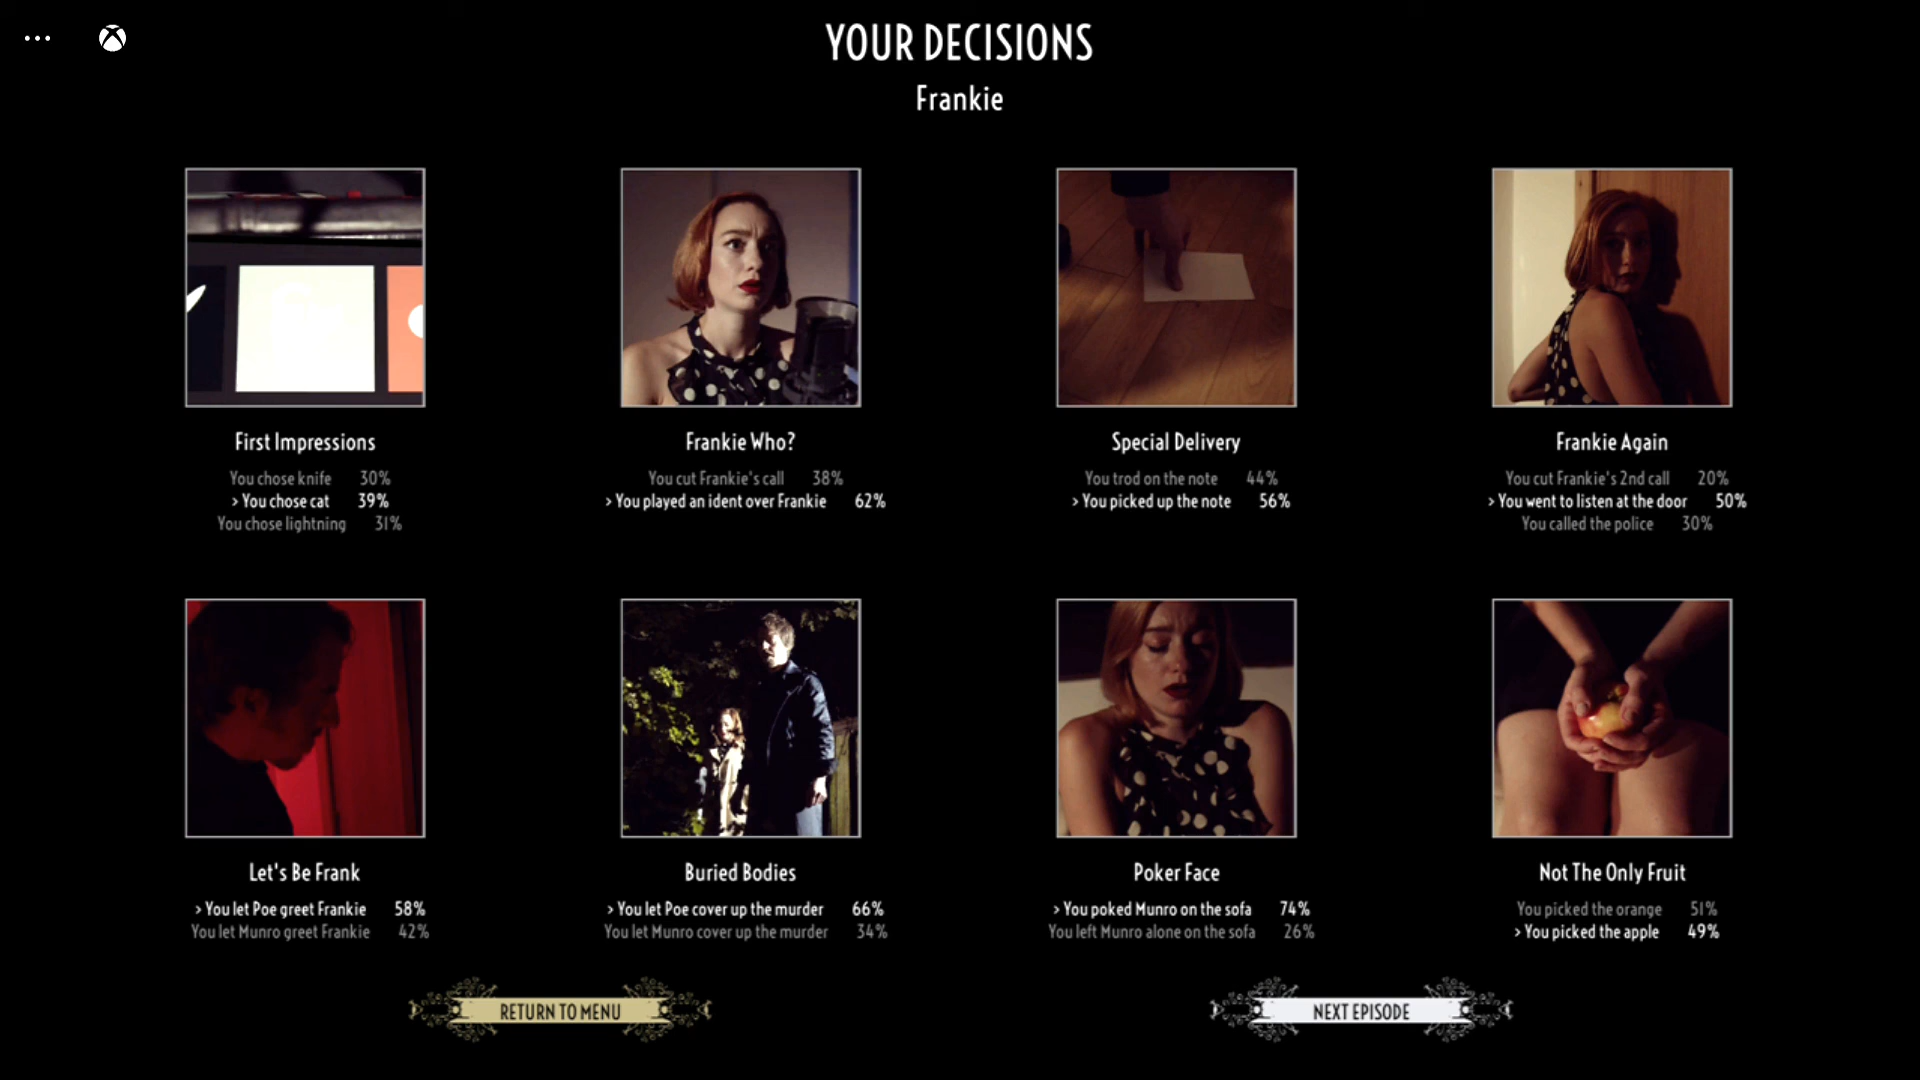 YOUR DECISIONS
Frankie
First Impressions
You chose knife 30%
> You chose cat 39%
You chose lightning 31%
Frankie Who?
You cut Frankie's call 38%
> You played an ident over Frankie 62%
Special Delivery
You trod on the note 44%
> You picked up the note 56%
Frankie Again
You cut Frankie's 2nd call 20%
> You went to listen at the door 50%
You called the police 30%
Let's Be Frank
> You let Poe greet Frankie 58%
You let Munro greet Frankie 42%
Buried Bodies
> You let Poe cover up the murder 66%
You let Munro cover up the murder 34%
Poker Face
> You poked Munro on the sofa 74%
You left Munro alone on the sofa 26%
Not The Only Fruit
You picked the orange 51%
> You picked the apple 49%
RETURN TO MENU
NEXT EPISODE